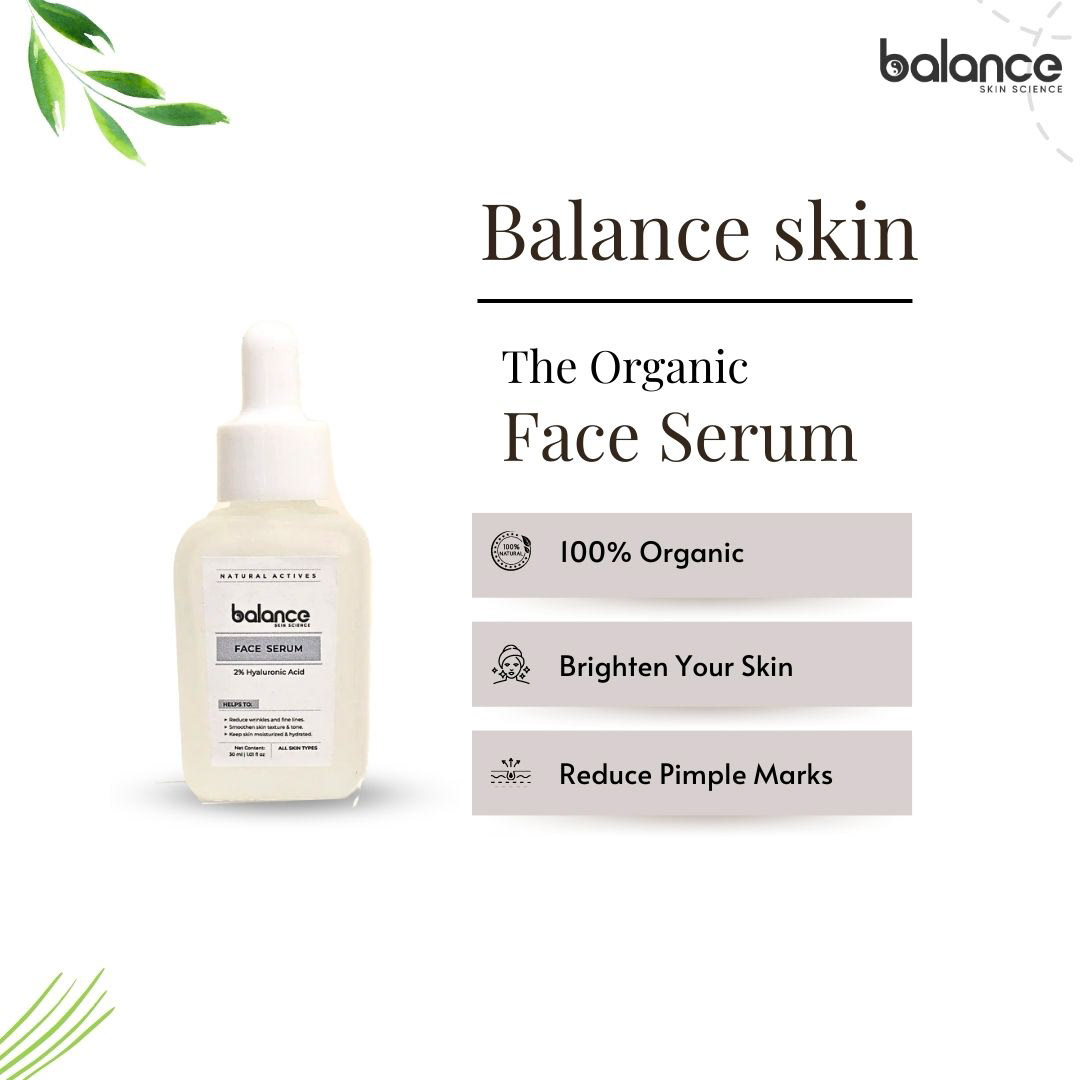 balance
SKIN SCIENCE
Balance skin
The Organic
Face Serum
100%
NATURAL
100% Organic
Brighten Your Skin
Reduce Pimple Marks
NATURAL ACTIVES
balance
SKIN SCIENCE
FACE SERUM
2% Hyaluronic Acid
HELPS TO:
▸ Reduce wrinkles and fine lines.
▸ Smoothen skin texture & tone.
▸ Keep skin moisturized & hydrated.
Net Content:
30 ml | 1.01 fl oz
ALL SKIN TYPES